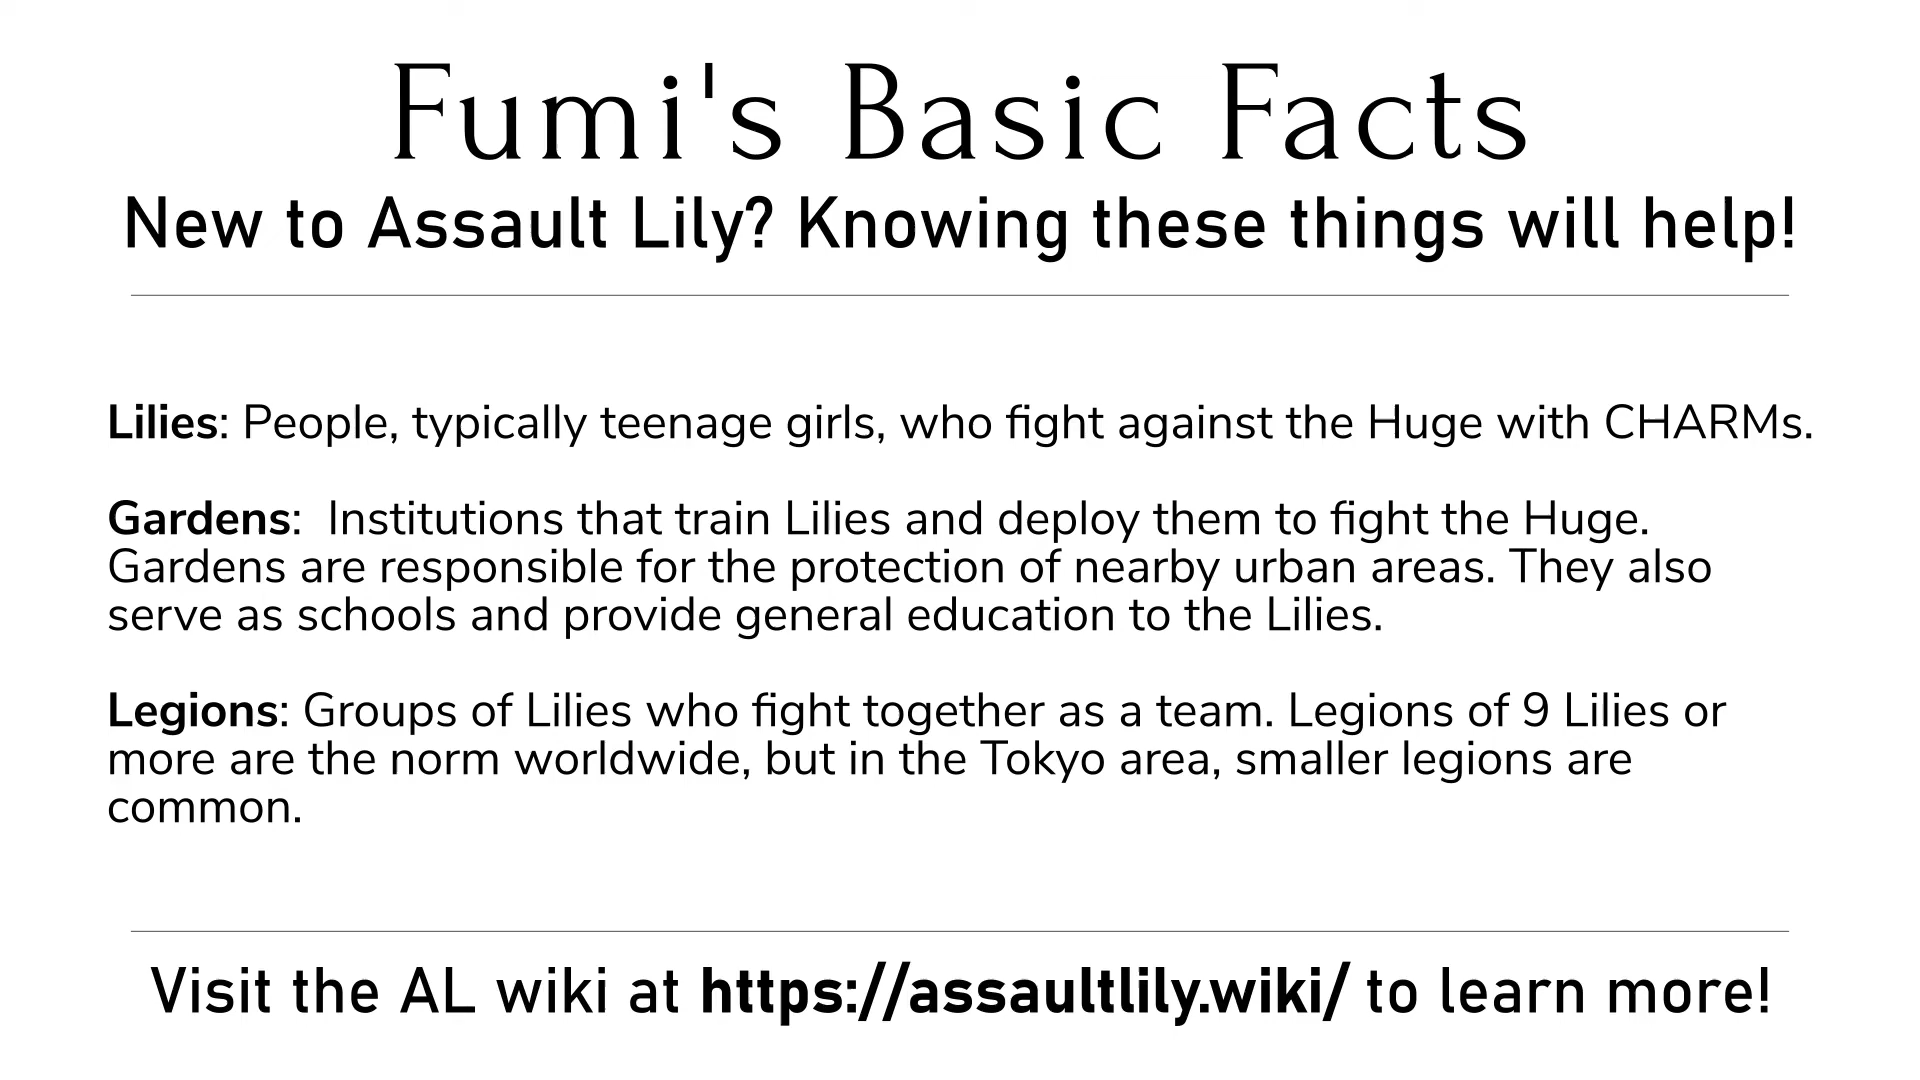 Fumi's Basic Facts
New to Assault Lily? Knowing these things will help!
Lilies: People, typically teenage girls, who fight against the Huge with CHARMs.
Gardens:  Institutions that train Lilies and deploy them to fight the Huge.
Gardens are responsible for the protection of nearby urban areas. They also
serve as schools and provide general education to the Lilies.
Legions: Groups of Lilies who fight together as a team. Legions of 9 Lilies or
more are the norm worldwide, but in the Tokyo area, smaller legions are
common.
Visit the AL wiki at https://assaultlily.wiki/ to learn more!